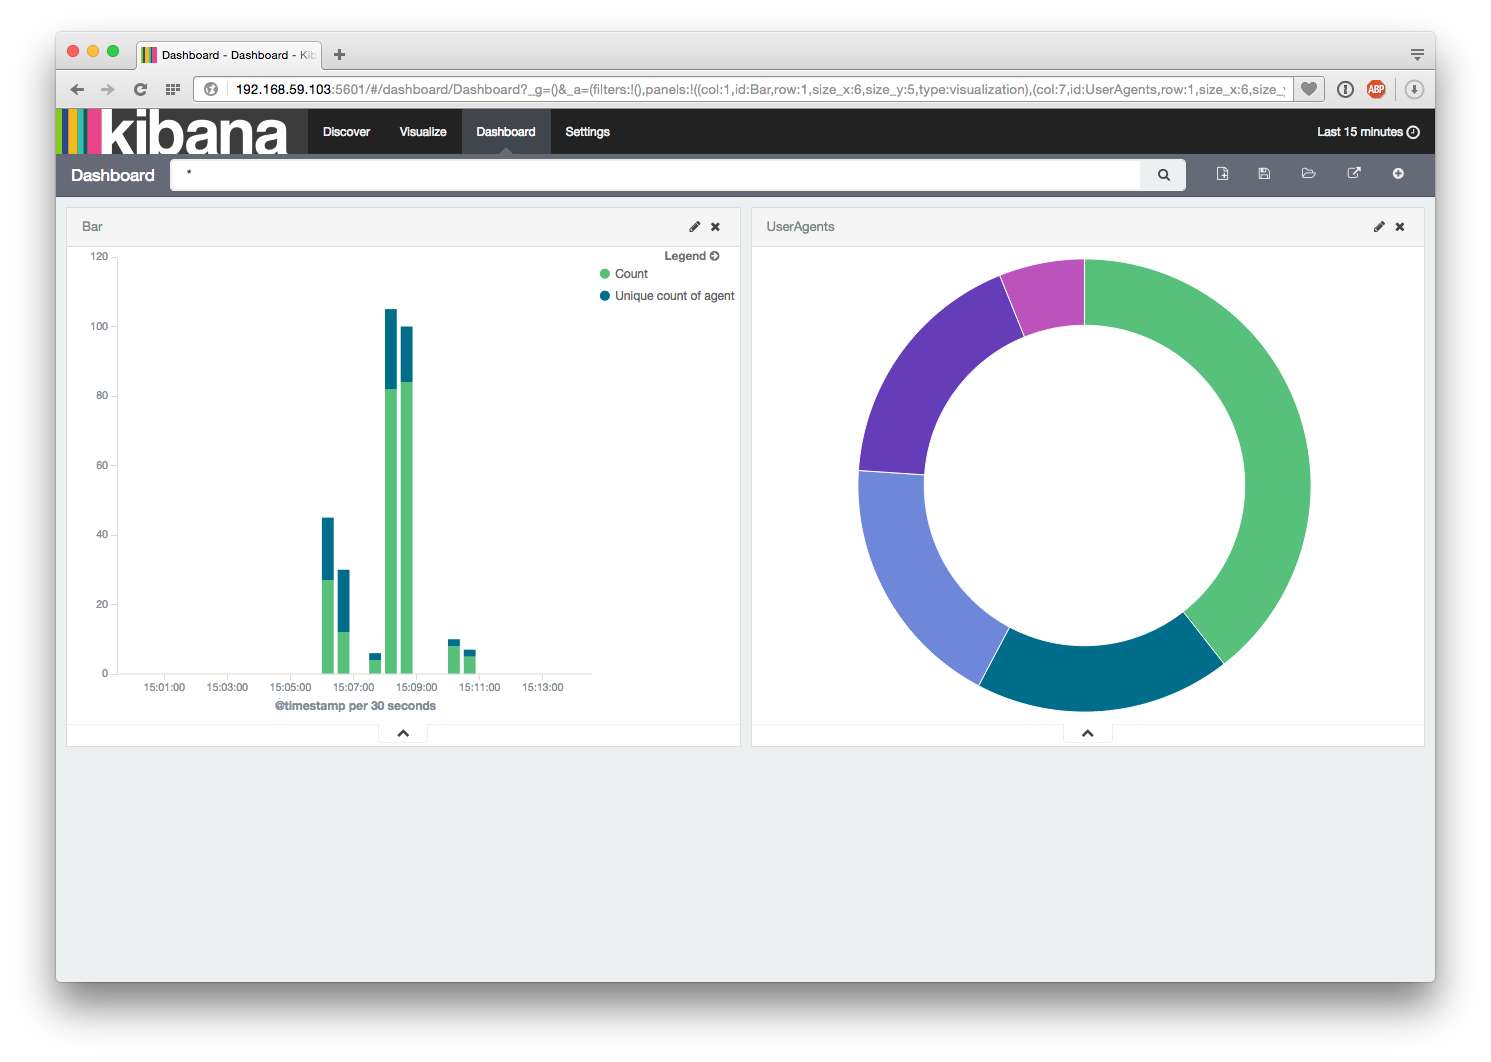 Dashboard - Dashboard - Kib
192.168.59.103:5601/#/dashboard/Dashboard?_g=()&_a=(filters:!(),panels:!((col:1,id:Bar,row:1,size_x:6,size_y:5,type:visualization),(col:7,id:UserAgents,row:1,size_x:6,size_y
ABP
kibana
Discover Visualize Dashboard Settings Last 15 minutes
Dashboard *
Bar
Legend
Count
Unique count of agent
120
100
80
60
40
20
0
15:01:00 15:03:00 15:05:00 15:07:00 15:09:00 15:11:00 15:13:00
@timestamp per 30 seconds
UserAgents